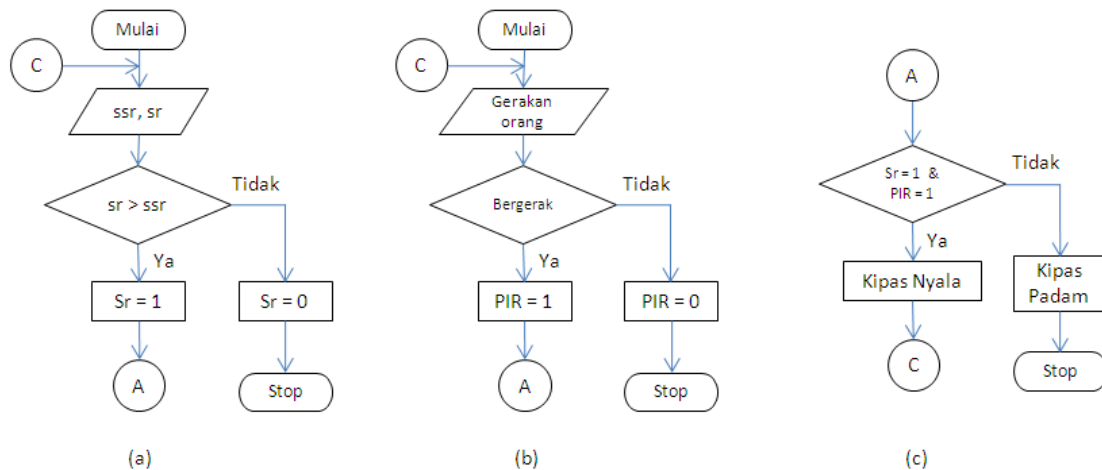 Mulai
C
ssr, sr
sr > ssr
Tidak
Ya
Sr = 1
Sr = 0
A
Stop
(a)
Mulai
C
Gerakan
orang
Bergerak
Tidak
Ya
PIR = 1
PIR = 0
A
Stop
(b)
A
Sr = 1 &
PIR = 1
Tidak
Ya
Kipas Nyala
Kipas
Padam
C
Stop
(c)